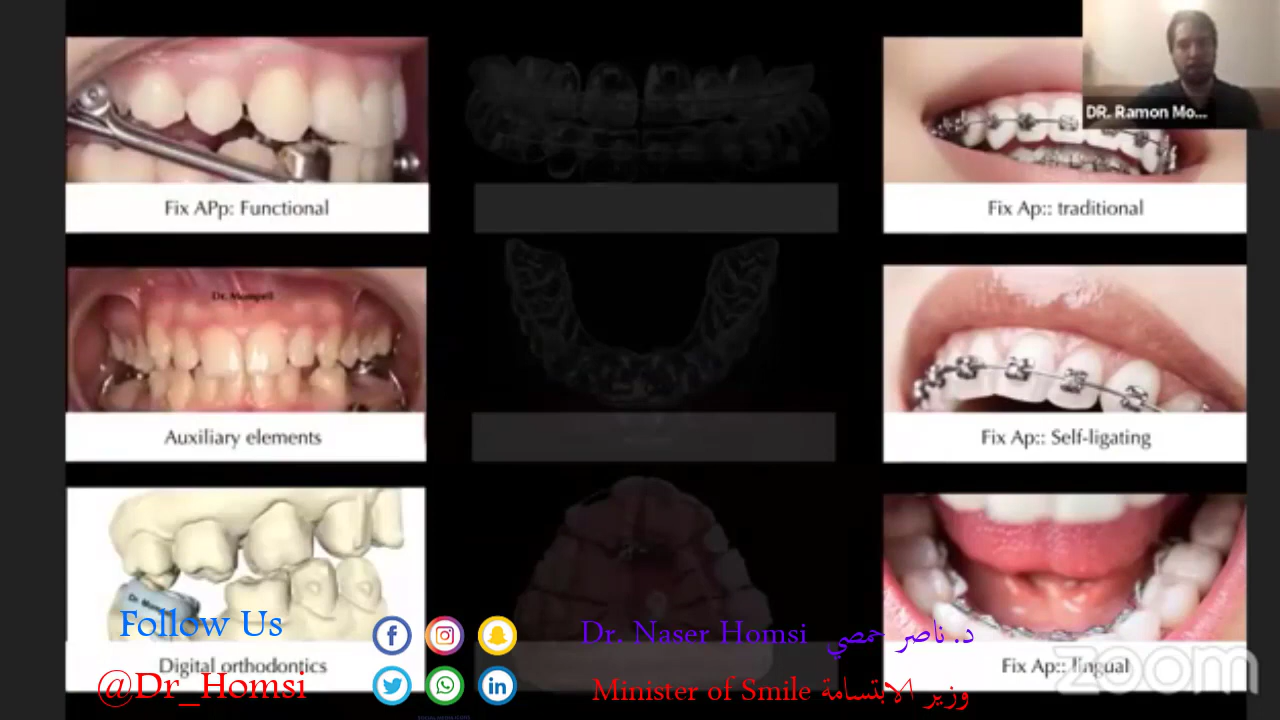 DR. Ramon Mo...
Fix APp: Functional
Fix Ap:: traditional
Dr. Mompell
Auxiliary elements
Fix Ap:: Self-ligating
Follow Us
Dr. Naser Homsi د. ناصر حمصي
Digital orthodontics
Fix Ap:: lingual
zoom
@Dr_Homsi
Minister of Smile وزير الابتسامة